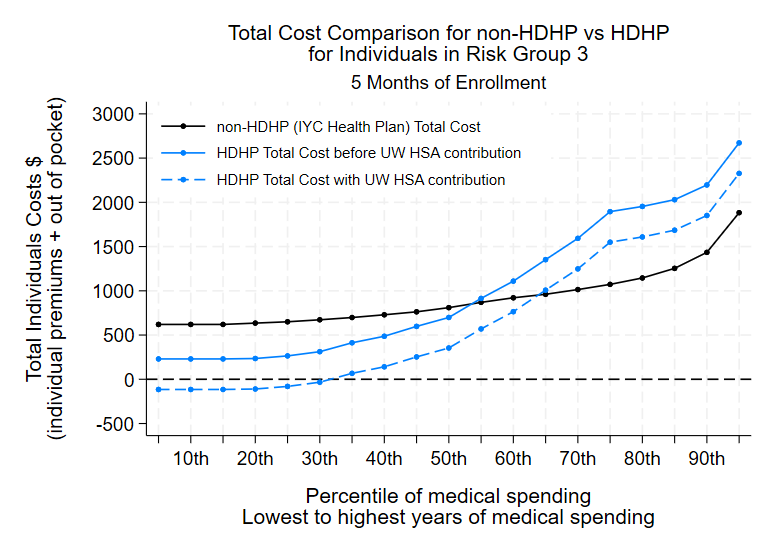 Total Cost Comparison for non-HDHP vs HDHP
for Individuals in Risk Group 3
5 Months of Enrollment
Total Individuals Costs $
(individual premiums + out of pocket)
3000
2500
2000
1500
1000
500
0
-500
non-HDHP (IYC Health Plan) Total Cost
HDHP Total Cost before UW HSA contribution
HDHP Total Cost with UW HSA contribution
10th 20th 30th 40th 50th 60th 70th 80th 90th
Percentile of medical spending
Lowest to highest years of medical spending